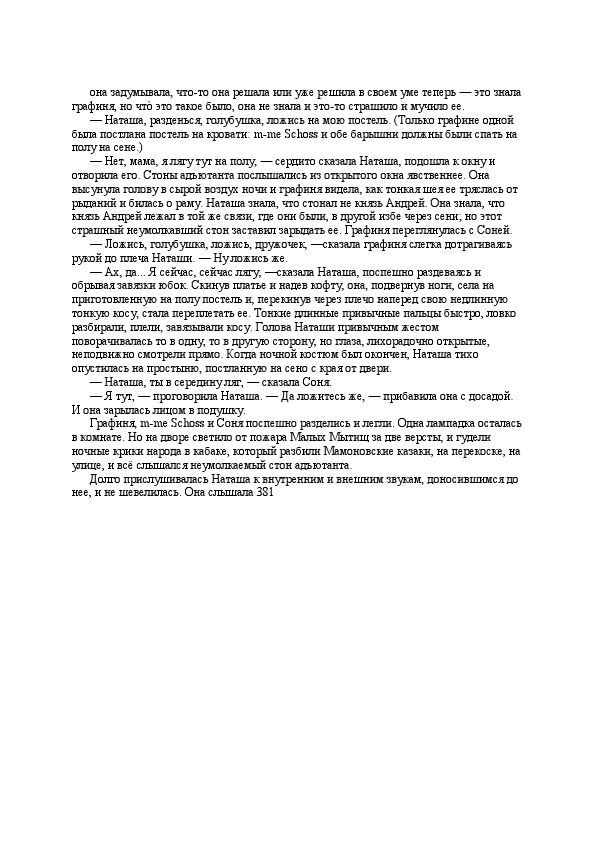 она задумывала, что-то она решала или уже решила в своем уме теперь — это знала
графиня, но что̀ это такое было, она не знала и это-то страшило и мучило ее.
— Наташа, разденься, голубушка, ложись на мою постель. (Только графине одной
была постлана постель на кровати: m-me Schoss и обе барышни должны были спать на
полу на сене.)
— Нет, мама, я лягу тут на полу, — сердито сказала Наташа, подошла к окну и
отворила его. Стоны адъютанта послышались из открытого окна явственнее. Она
высунула голову в сырой воздух ночи и графиня видела, как тонкая шея ее тряслась от
рыданий и билась о раму. Наташа знала, что стонал не князь Андрей. Она знала, что
князь Андрей лежал в той же связи, где они были, в другой избе через сени; но этот
страшный неумолкавший стон заставил зарыдать ее. Графиня переглянулась с Соней.
— Ложись, голубушка, ложись, дружочек, —сказала графиня слегка дотрагиваясь
рукой до плеча Наташи. — Ну ложись же.
— Ах, да... Я сейчас, сейчас лягу, —сказала Наташа, поспешно раздеваясь и
обрывая завязки юбок. Скинув платье и надев кофту, она, подвернув ноги, села на
приготовленную на полу постель и, перекинув через плечо наперед свою недлинную
тонкую косу, стала переплетать ее. Тонкие длинные привычные пальцы быстро, ловко
разбирали, плели, завязывали косу. Голова Наташи привычным жестом
поворачивалась то в одну, то в другую сторону, но глаза, лихорадочно открытые,
неподвижно смотрели прямо. Когда ночной костюм был окончен, Наташа тихо
опустилась на простыню, постланную на сено с края от двери.
— Наташа, ты в середину ляг, — сказала Соня.
— Я тут, — проговорила Наташа. — Да ложитесь же, — прибавила она с досадой.
И она зарылась лицом в подушку.
Графиня, m-me Schoss и Соня поспешно разделись и легли. Одна лампадка осталась
в комнате. Но на дворе светило от пожара Малых Мытищ за две версты, и гудели
ночные крики народа в кабаке, который разбили Мамоновские казаки, на перекоске, на
улице, и всё слышался неумолкаемый стон адъютанта.
Долго прислушивалась Наташа к внутренним и внешним звукам, доносившимся до
нее, и не шевелилась. Она слышала 381